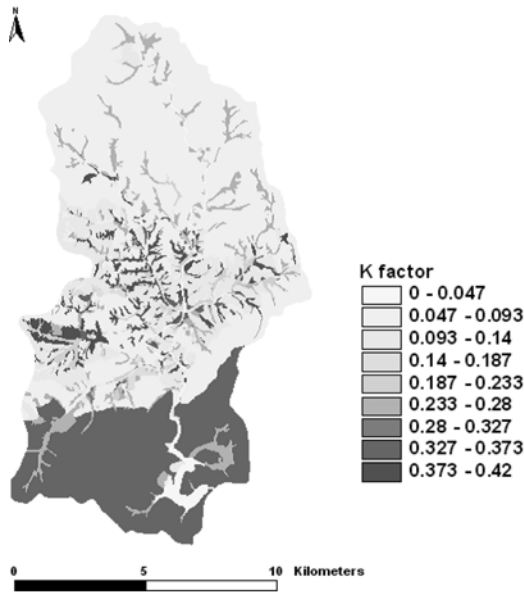 N
K factor
0 - 0.047
0.047 - 0.093
0.093 - 0.14
0.14 - 0.187
0.187 - 0.233
0.233 - 0.28
0.28 - 0.327
0.327 - 0.373
0.373 - 0.42
0 5 10 Kilometers